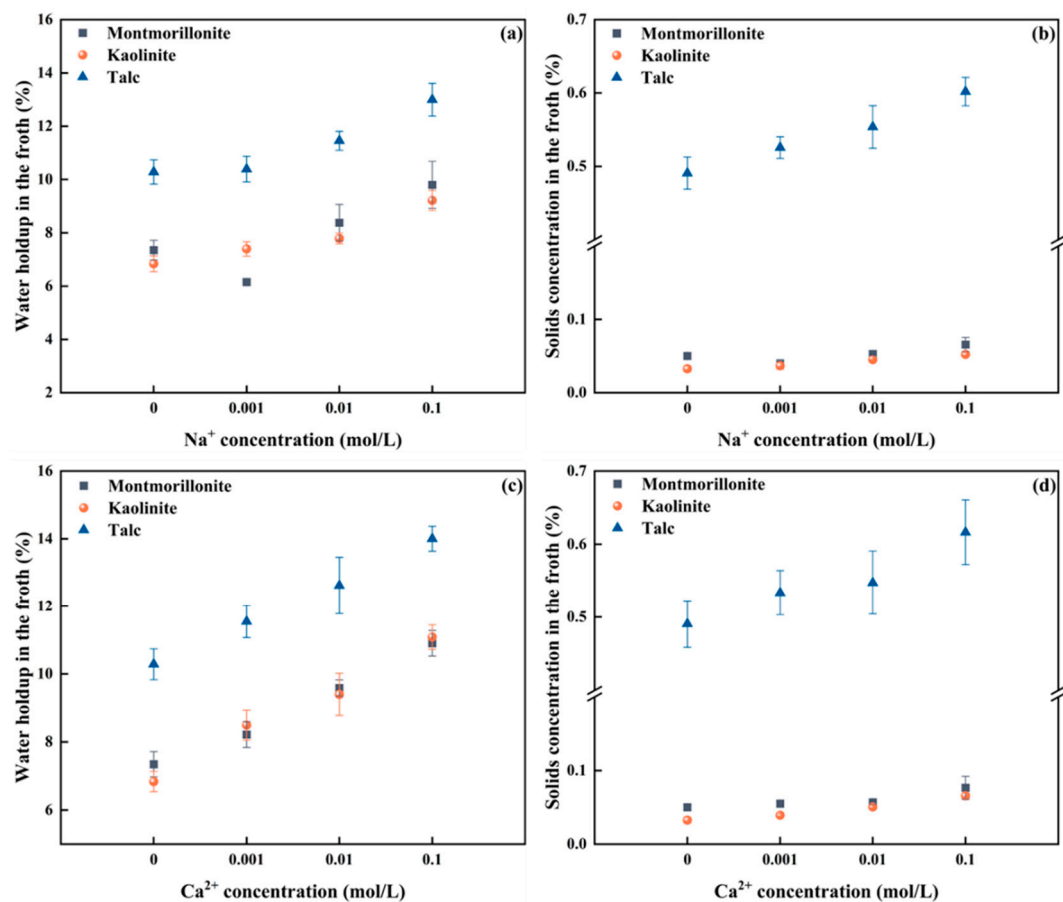 16
14
12
10
8
6
4
2
Water holdup in the froth (%)
Montmorillonite
Kaolinite
Talc
(a)
0
0.001
0.01
0.1
Na⁺ concentration (mol/L)
0.7
0.6
0.5
0.1
0.0
Solids concentration in the froth (%)
Montmorillonite
Kaolinite
Talc
(b)
0
0.001
0.01
0.1
Na⁺ concentration (mol/L)
16
14
12
10
8
6
Water holdup in the froth (%)
Montmorillonite
Kaolinite
Talc
(c)
0
0.001
0.01
0.1
Ca²⁺ concentration (mol/L)
0.7
0.6
0.5
0.1
0.0
Solids concentration in the froth (%)
Montmorillonite
Kaolinite
Talc
(d)
0
0.001
0.01
0.1
Ca²⁺ concentration (mol/L)